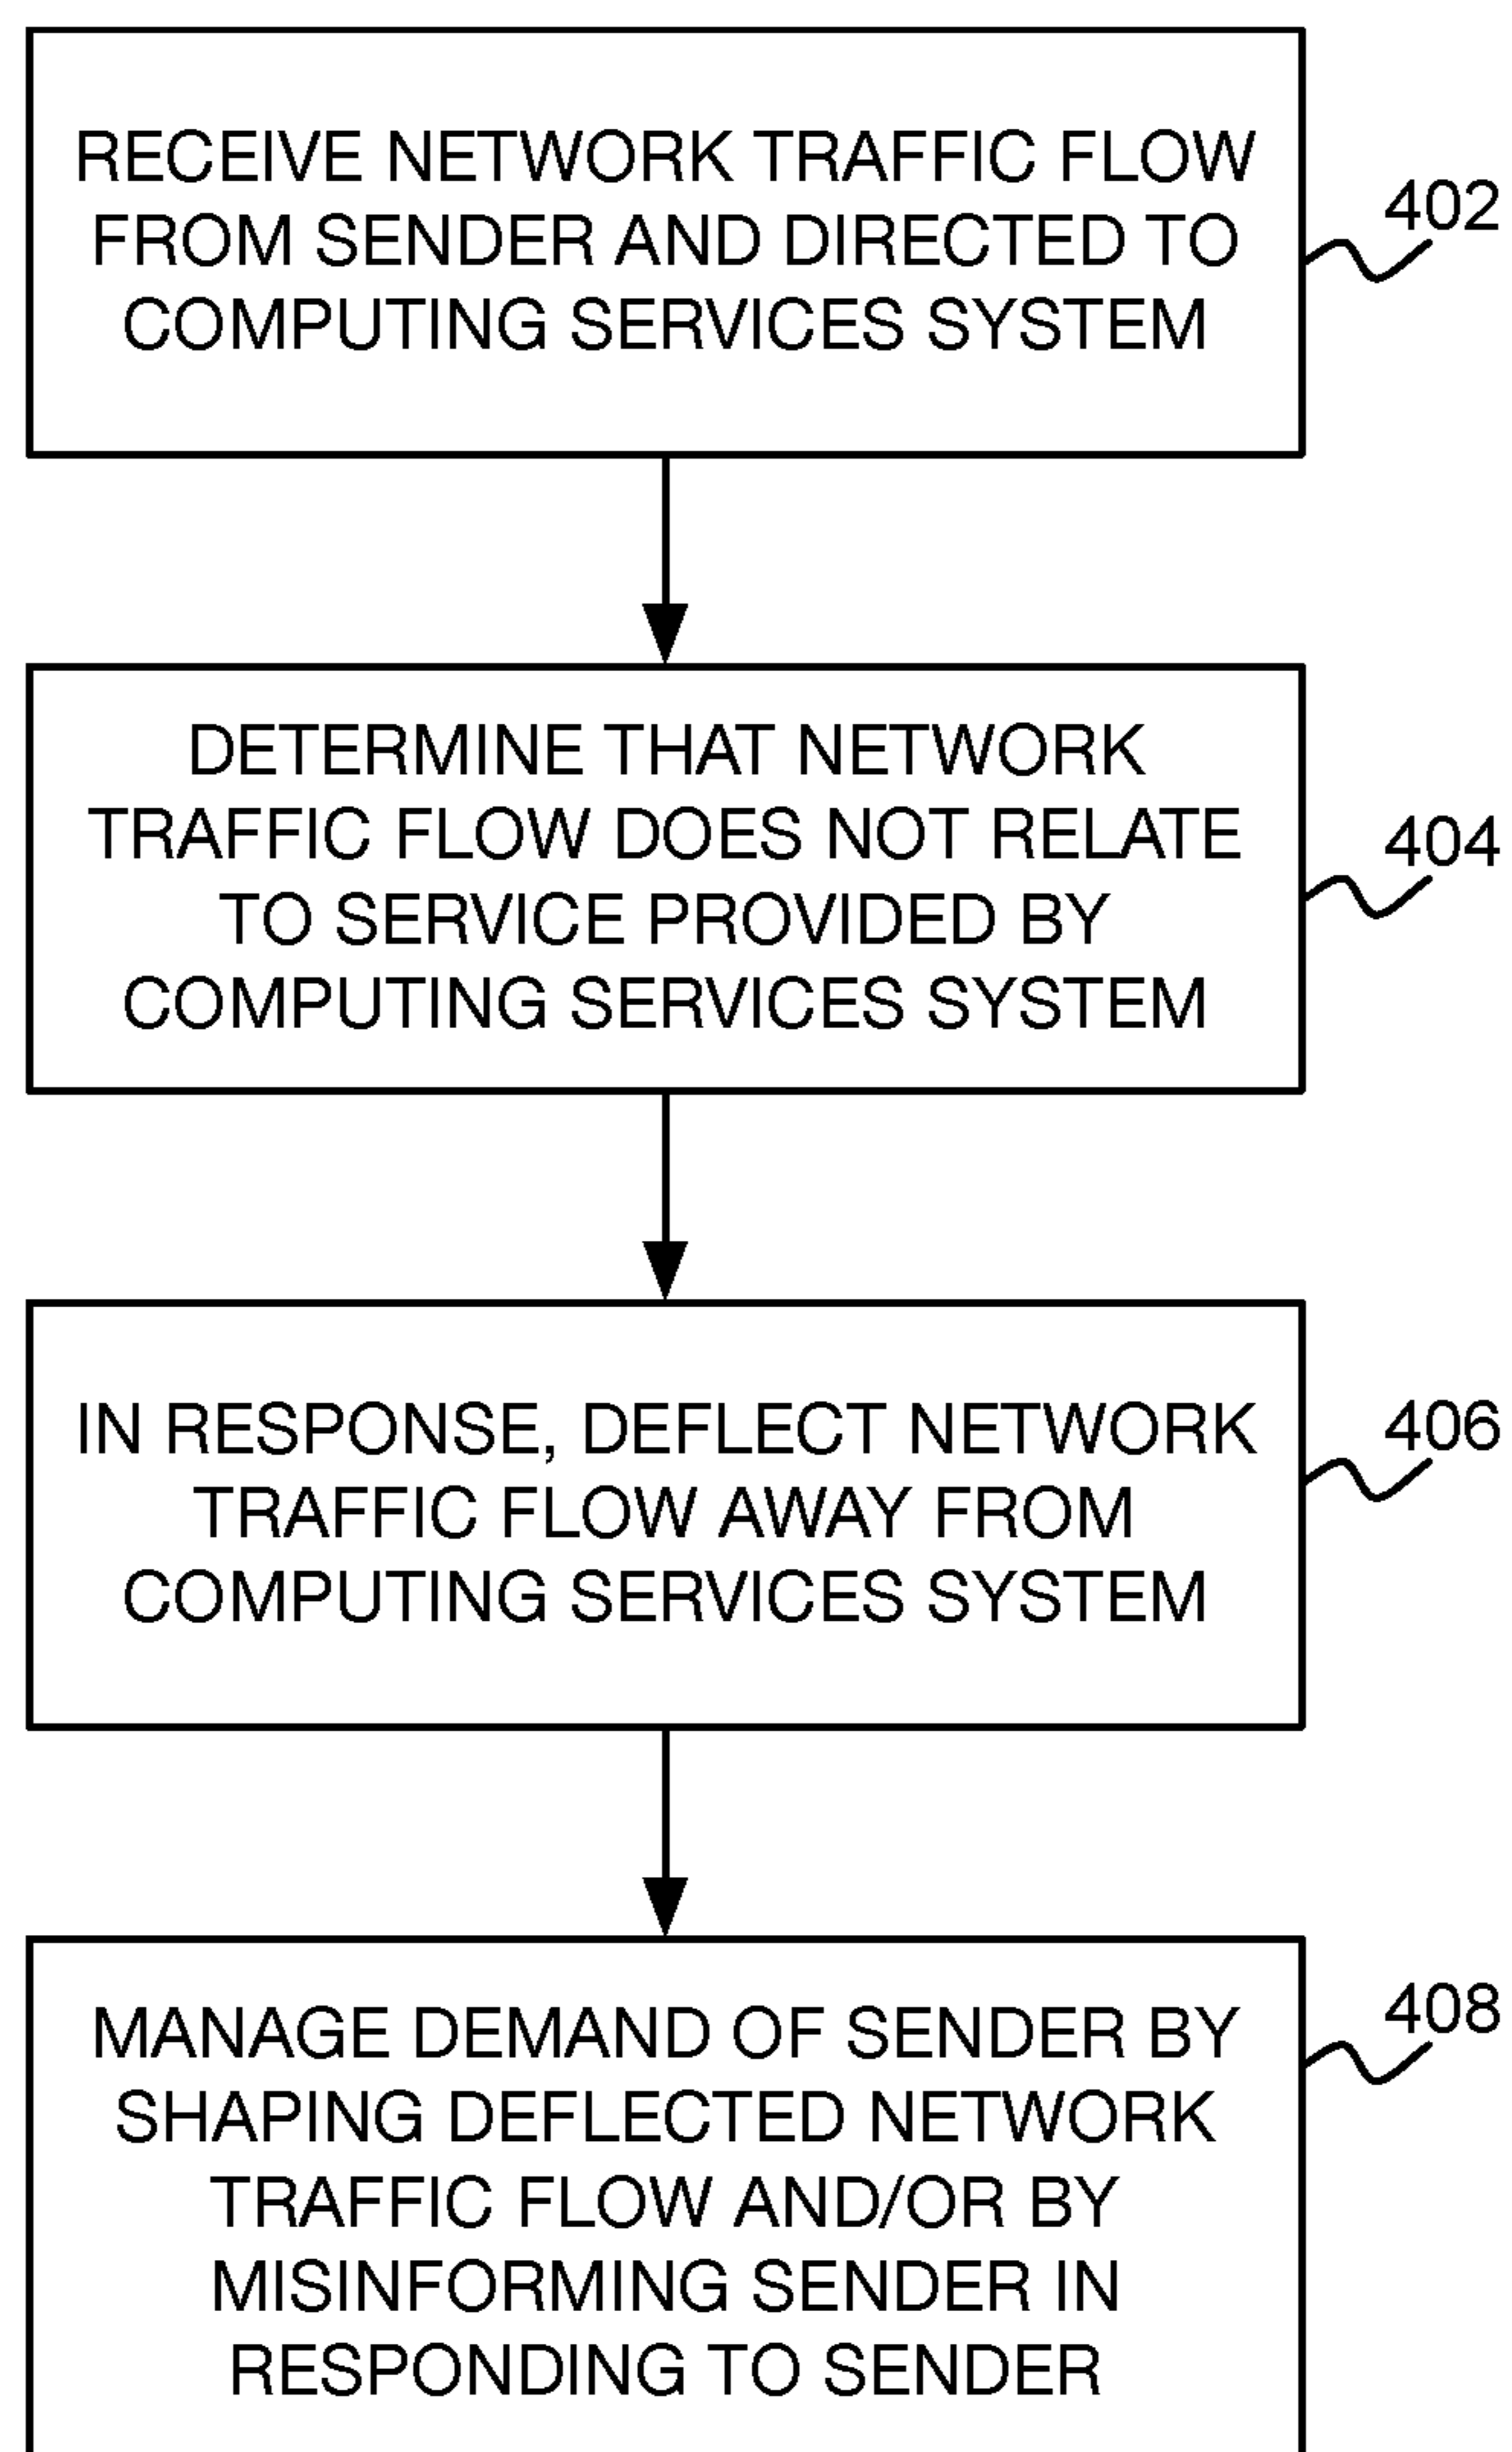 RECEIVE NETWORK TRAFFIC FLOW
FROM SENDER AND DIRECTED TO
COMPUTING SERVICES SYSTEM
402
DETERMINE THAT NETWORK
TRAFFIC FLOW DOES NOT RELATE
TO SERVICE PROVIDED BY
COMPUTING SERVICES SYSTEM
404
IN RESPONSE, DEFLECT NETWORK
TRAFFIC FLOW AWAY FROM
COMPUTING SERVICES SYSTEM
406
MANAGE DEMAND OF SENDER BY
SHAPING DEFLECTED NETWORK
TRAFFIC FLOW AND/OR BY
MISINFORMING SENDER IN
RESPONDING TO SENDER
408